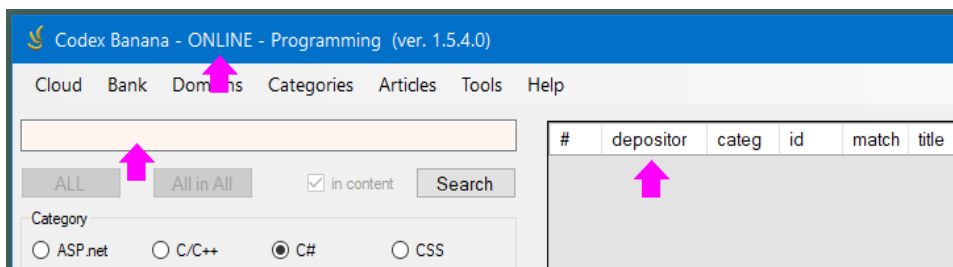 Codex Banana - ONLINE - Programming (ver. 1.5.4.0)
Cloud Bank Domains Categories Articles Tools Help
# depositor categ id match title
ALL All in All in content Search
Category
ASP.net C/C++ C# CSS